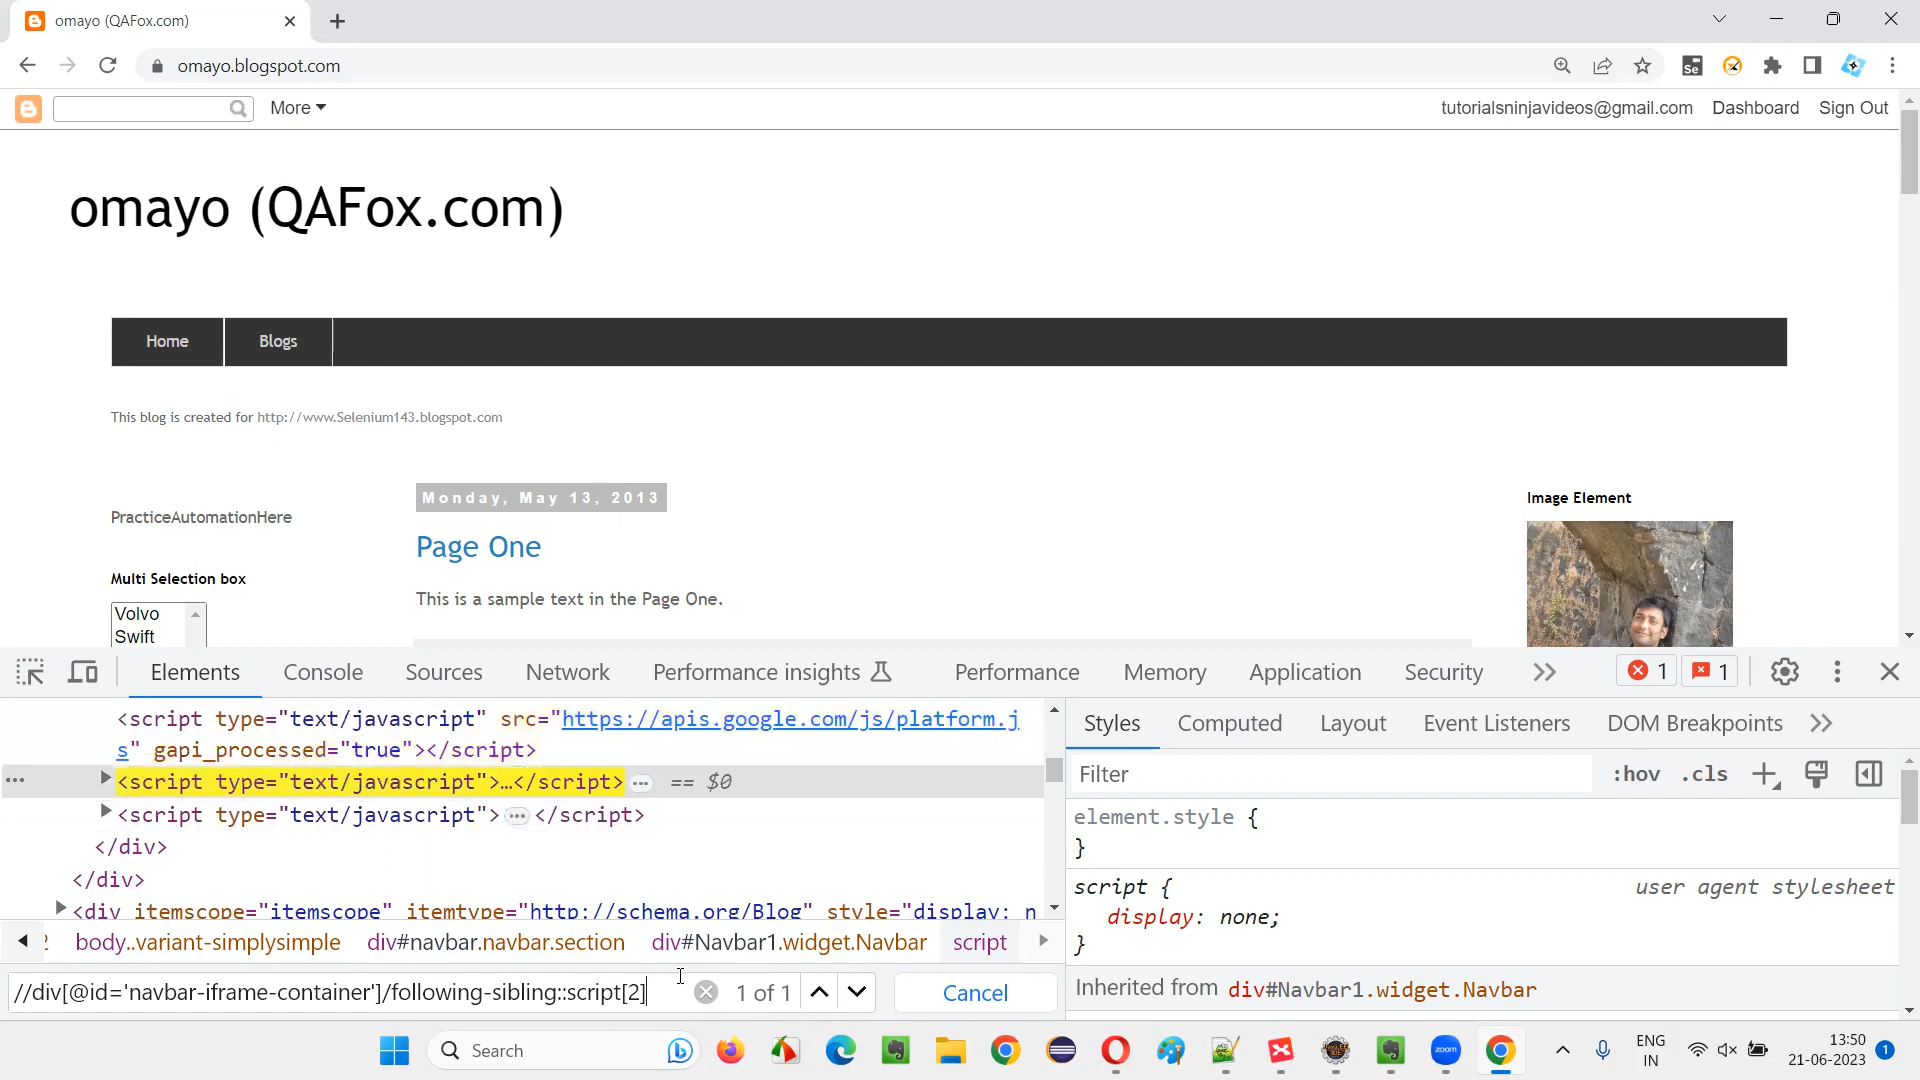 omayo (QAFox.com)
omayo.blogspot.com
More
tutorialsninjavideos@gmail.com Dashboard Sign Out
omayo (QAFox.com)
Home Blogs
This blog is created for http://www.Selenium143.blogspot.com
PracticeAutomationHere
Multi Selection box
Volvo
Swift
Monday, May 13, 2013
Page One
This is a sample text in the Page One.
Image Element
Elements Console Sources Network Performance insights Performance Memory Application Security 1 1
<script type="text/javascript" src="https://apis.google.com/js/platform.j
s" gapi_processed="true"></script>
<script type="text/javascript">…</script> … == $0
<script type="text/javascript"> … </script>
</div>
</div>
<div itemscope="itemscope" itemtype="http://schema.org/Blog" style="display: n
2 body..variant-simplysimple div#navbar.navbar.section div#Navbar1.widget.Navbar script
//div[@id='navbar-iframe-container']/following-sibling::script[2] 1 of 1 Cancel
Styles Computed Layout Event Listeners DOM Breakpoints
Filter :hov .cls
element.style {
}
script { user agent stylesheet
display: none;
}
Inherited from div#Navbar1.widget.Navbar
Search
zoom
ENG
IN
13:50
21-06-2023
1